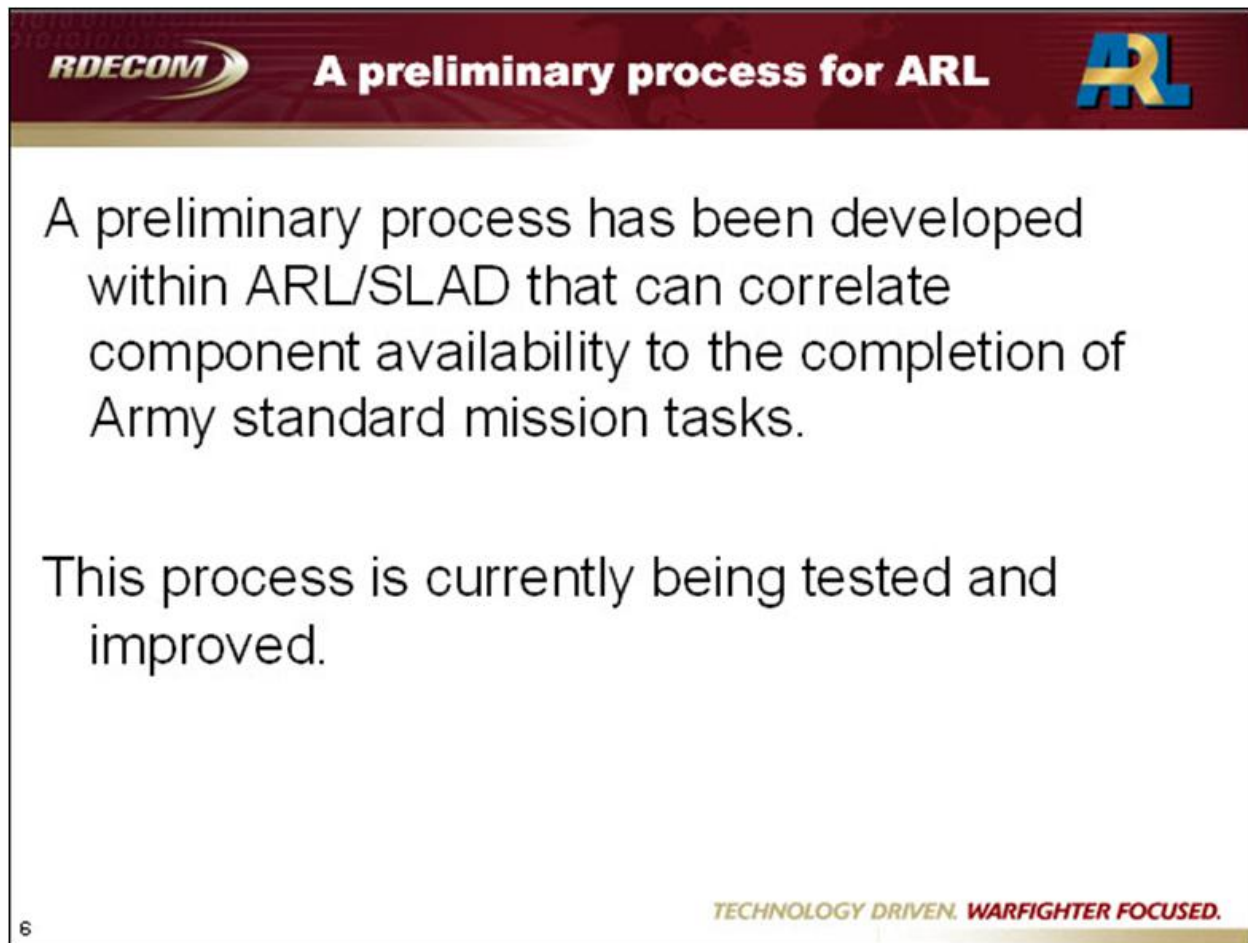 RDECOM
A preliminary process for ARL
ARL
A preliminary process has been developed
within ARL/SLAD that can correlate
component availability to the completion of
Army standard mission tasks.
This process is currently being tested and
improved.
TECHNOLOGY DRIVEN. WARFIGHTER FOCUSED.
6